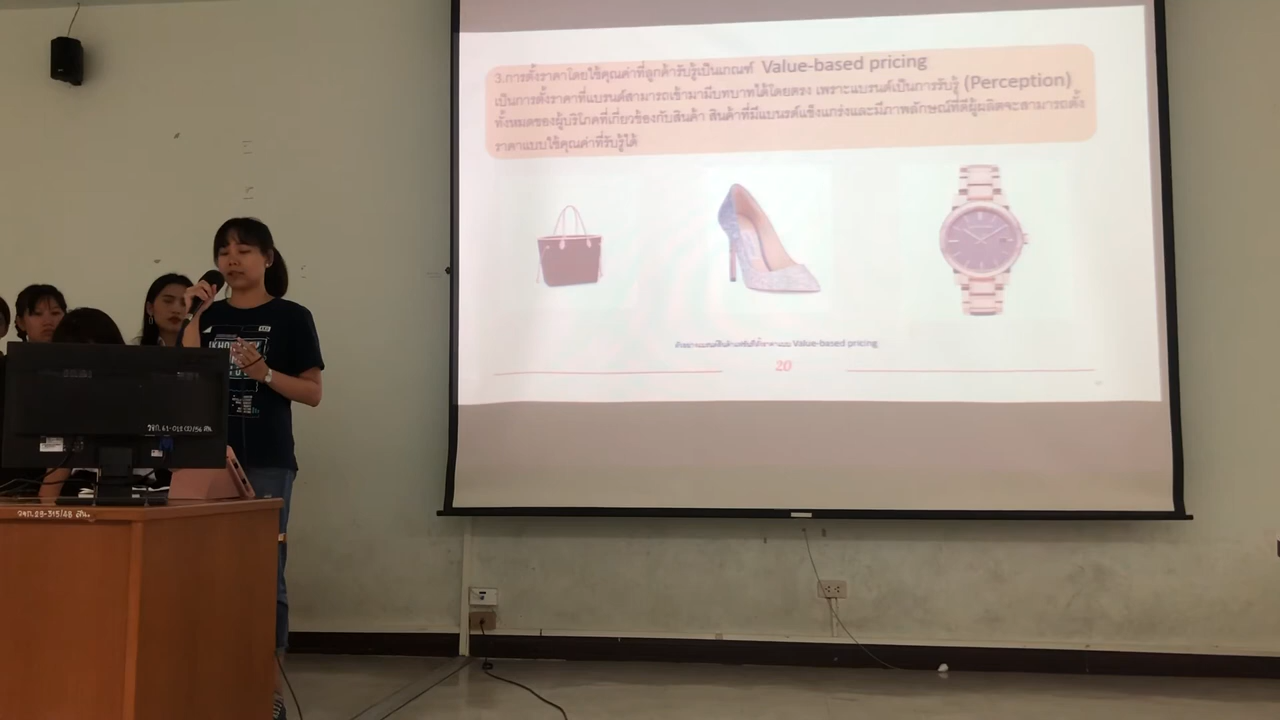 3.การตั้งราคาโดยใช้คุณค่าที่ลูกค้ารับรู้เป็นเกณฑ์ Value-based pricing
เป็นการตั้งราคาที่แบรนด์สามารถเข้ามามีบทบาทได้โดยตรง เพราะแบรนด์เป็นการรับรู้ (Perception)
ทั้งหมดของผู้บริโภคที่เกี่ยวข้องกับสินค้า สินค้าที่มีแบนรด์แข็งแกร่งและมีภาพลักษณ์ที่ดีผู้ผลิตจะสามารถตั้ง
ราคาแบบใช้คุณค่าที่รับรู้ได้
Value-based pricing
20
วจก.29-315/48 สน.